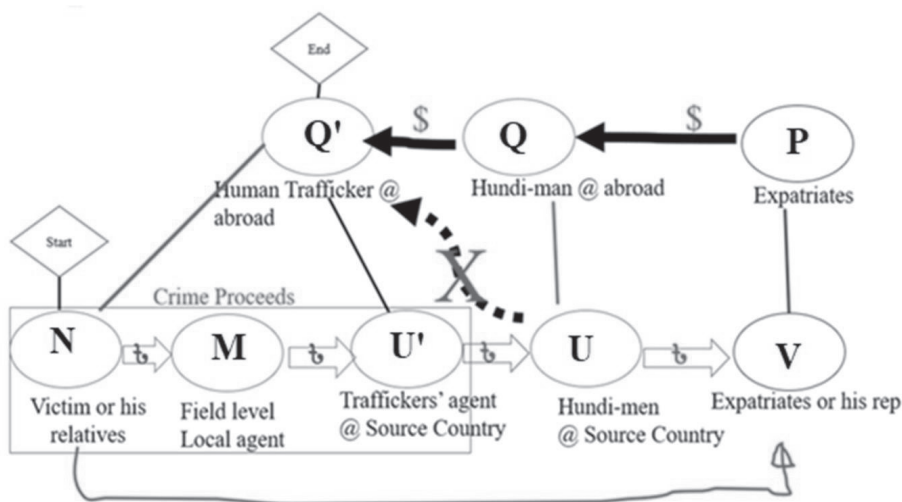 End
Q'
$
Q
$
P
Human Trafficker @
abroad
Hundi-man @ abroad
Expatriates
Start
X
Crime Proceeds
N
৳
M
৳
U'
৳
U
৳
V
Victim or his
relatives
Field level
Local agent
Traffickers' agent
@ Source Country
Hundi-men
@ Source Country
Expatriates or his rep